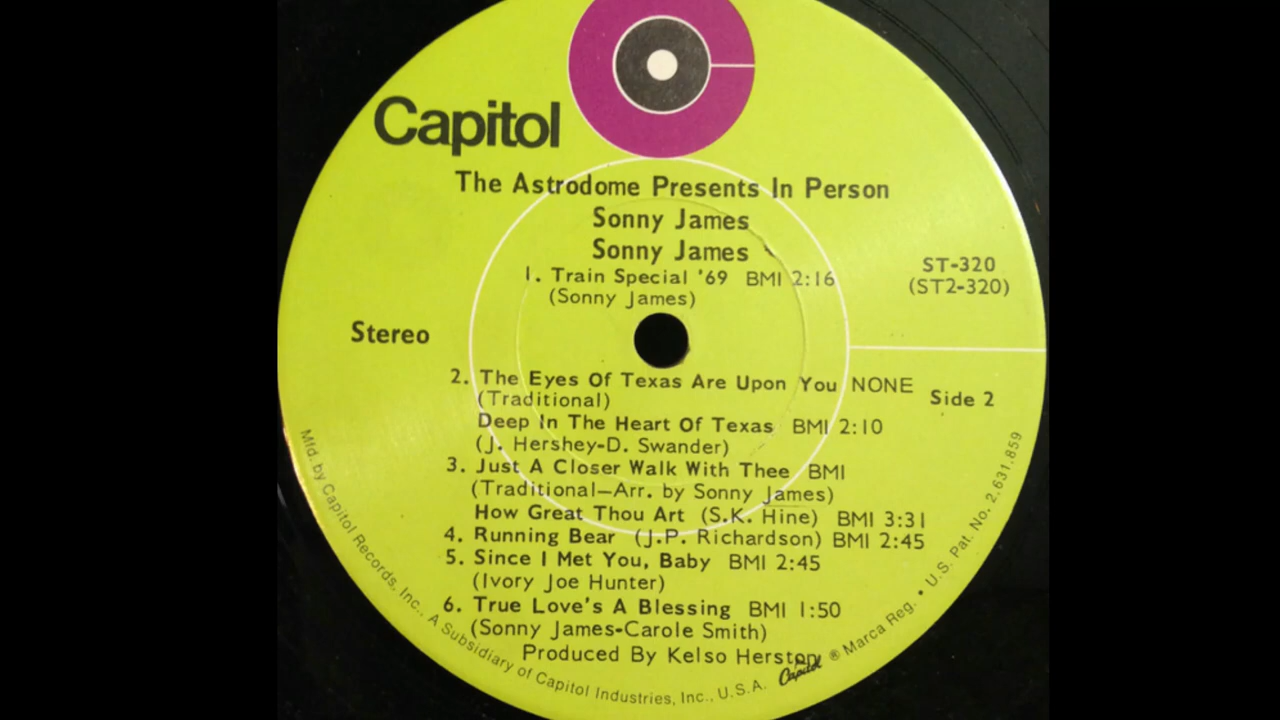 Capitol
The Astrodome Presents In Person
Sonny James
Sonny James
1. Train Special '69 BMI 2:16
(Sonny James)
ST-320
(ST2-320)
Stereo
2. The Eyes Of Texas Are Upon You NONE
(Traditional)
Side 2
Deep In The Heart Of Texas BMI 2:10
(J. Hershey-D. Swander)
3. Just A Closer Walk With Thee BMI
(Traditional—Arr. by Sonny James)
How Great Thou Art (S.K. Hine) BMI 3:31
4. Running Bear (J.P. Richardson) BMI 2:45
5. Since I Met You, Baby BMI 2:45
(Ivory Joe Hunter)
6. True Love's A Blessing BMI 1:50
(Sonny James-Carole Smith)
Produced By Kelso Herston
Mfd. by Capitol Records, Inc., A Subsidiary of Capitol Industries, Inc., U.S.A. Capitol ® Marca Reg. • U.S. Pat. No. 2,631,859